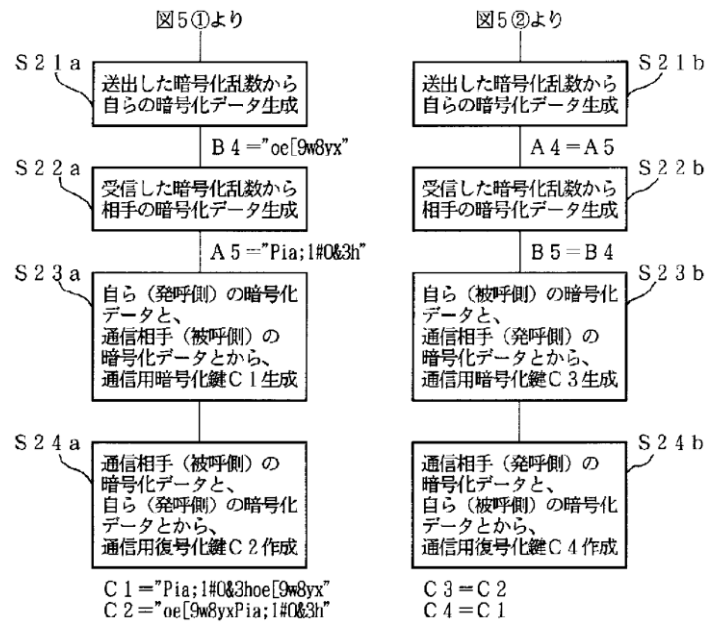 図5①より
S21a
送出した暗号化乱数から
自らの暗号化データ生成
B4="oe[9w8yx"
S22a
受信した暗号化乱数から
相手の暗号化データ生成
A5="Pia;1#0&3h"
S23a
自ら（発呼側）の暗号化
データと、
通信相手（被呼側）の
暗号化データとから、
通信用暗号化鍵C1生成
S24a
通信相手（被呼側）の
暗号化データと、
自ら（発呼側）の暗号化
データとから、
通信用復号化鍵C2作成
C1="Pia;1#0&3hoe[9w8yx"
C2="oe[9w8yxPia;1#0&3h"
図5②より
S21b
送出した暗号化乱数から
自らの暗号化データ生成
A4=A5
S22b
受信した暗号化乱数から
相手の暗号化データ生成
B5=B4
S23b
自ら（被呼側）の暗号化
データと、
通信相手（発呼側）の
暗号化データとから、
通信用暗号化鍵C3生成
S24b
通信相手（発呼側）の
暗号化データと、
自ら（被呼側）の暗号化
データとから、
通信用復号化鍵C4作成
C3=C2
C4=C1